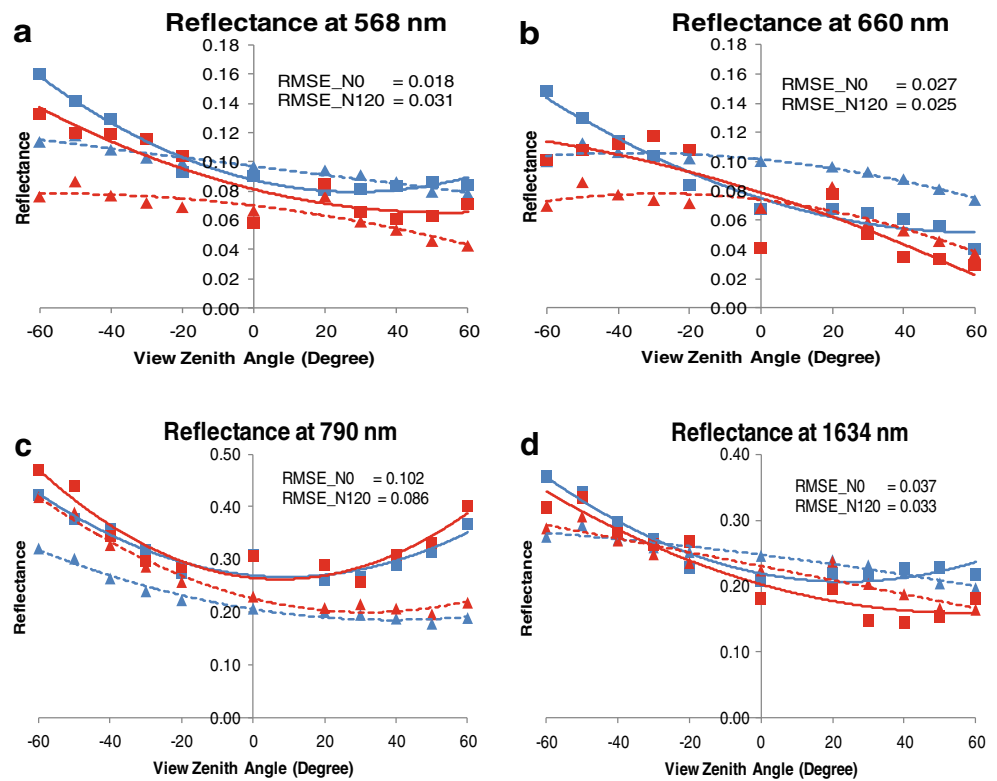 a
Reflectance at 568 nm
0.18
0.16
0.14
0.12
0.10
0.08
0.06
0.04
0.02
0.00
RMSE_N0 = 0.018
RMSE_N120 = 0.031
Reflectance
-60 -40 -20 0 20 40 60
View Zenith Angle (Degree)
b
Reflectance at 660 nm
0.18
0.16
0.14
0.12
0.10
0.08
0.06
0.04
0.02
0.00
RMSE_N0 = 0.027
RMSE_N120 = 0.025
Reflectance
-60 -40 -20 0 20 40 60
View Zenith Angle (Degree)
c
Reflectance at 790 nm
0.50
0.40
0.30
0.20
0.10
0.00
RMSE_N0 = 0.102
RMSE_N120 = 0.086
Reflectance
-60 -40 -20 0 20 40 60
View Zenith Angle (Degree)
d
Reflectance at 1634 nm
0.40
0.30
0.20
0.10
0.00
RMSE_N0 = 0.037
RMSE_N120 = 0.033
Reflectance
-60 -40 -20 0 20 40 60
View Zenith Angle (Degree)